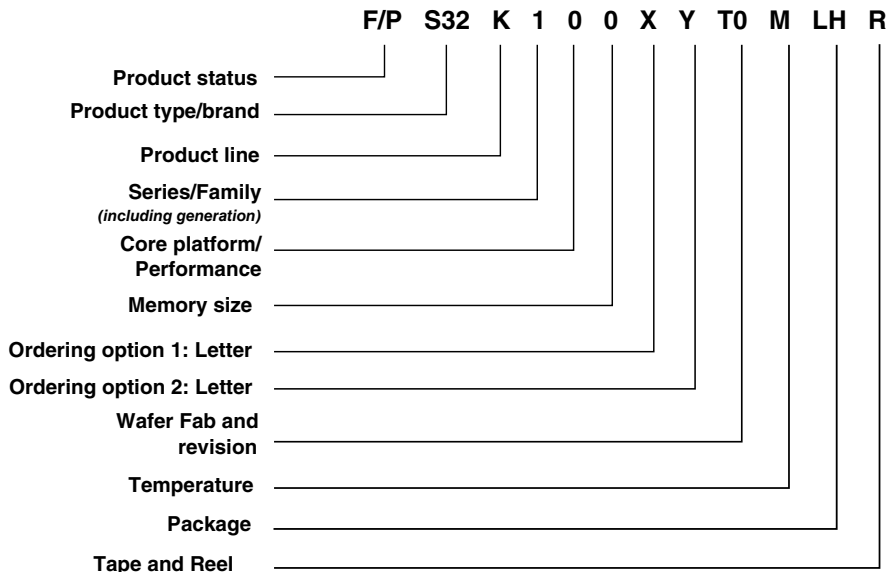 F/P S32 K 1 0 0 X Y T0 M LH R
Product status
Product type/brand
Product line
Series/Family
(including generation)
Core platform/
Performance
Memory size
Ordering option 1: Letter
Ordering option 2: Letter
Wafer Fab and
revision
Temperature
Package
Tape and Reel